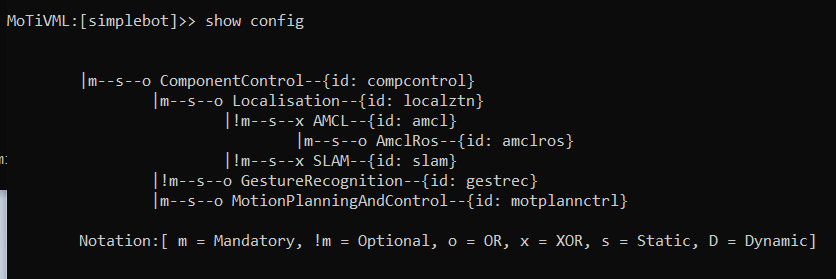 MoTiVML:[simplebot]>> show config
|m--s--o ComponentControl--{id: compcontrol}
|m--s--o Localisation--{id: localztn}
|!m--s--x AMCL--{id: amcl}
|m--s--o AmclRos--{id: amclros}
|!m--s--x SLAM--{id: slam}
|!m--s--o GestureRecognition--{id: gestrec}
|m--s--o MotionPlanningAndControl--{id: motplannctrl}
Notation:[ m = Mandatory, !m = Optional, o = OR, x = XOR, s = Static, D = Dynamic]